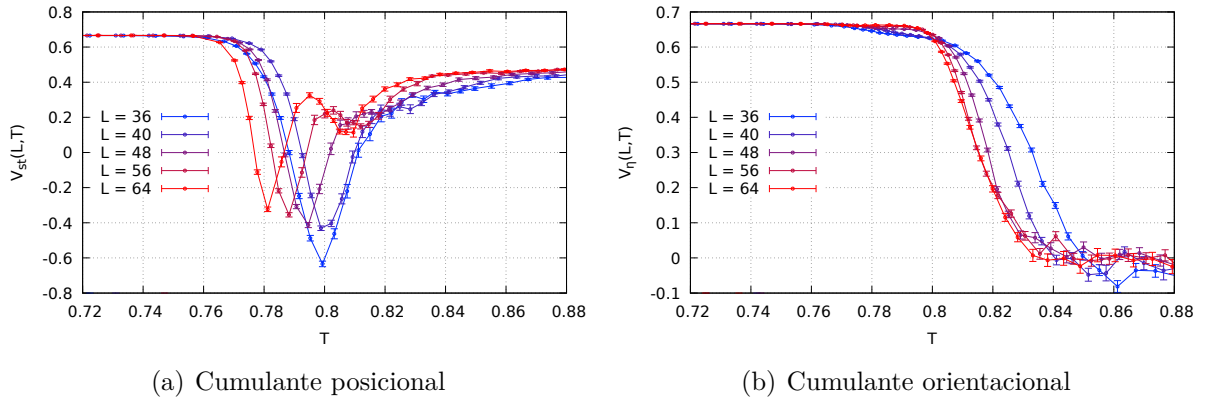 0.8
0.6
0.4
0.2
0
-0.2
-0.4
-0.6
-0.8
V_st(L,T)
L = 36
L = 40
L = 48
L = 56
L = 64
0.72 0.74 0.76 0.78 0.80 0.82 0.84 0.86 0.88
T
(a) Cumulante posicional
0.7
0.6
0.5
0.4
0.3
0.2
0.1
0
-0.1
V_η(L,T)
L = 36
L = 40
L = 48
L = 56
L = 64
0.72 0.74 0.76 0.78 0.80 0.82 0.84 0.86 0.88
T
(b) Cumulante orientacional